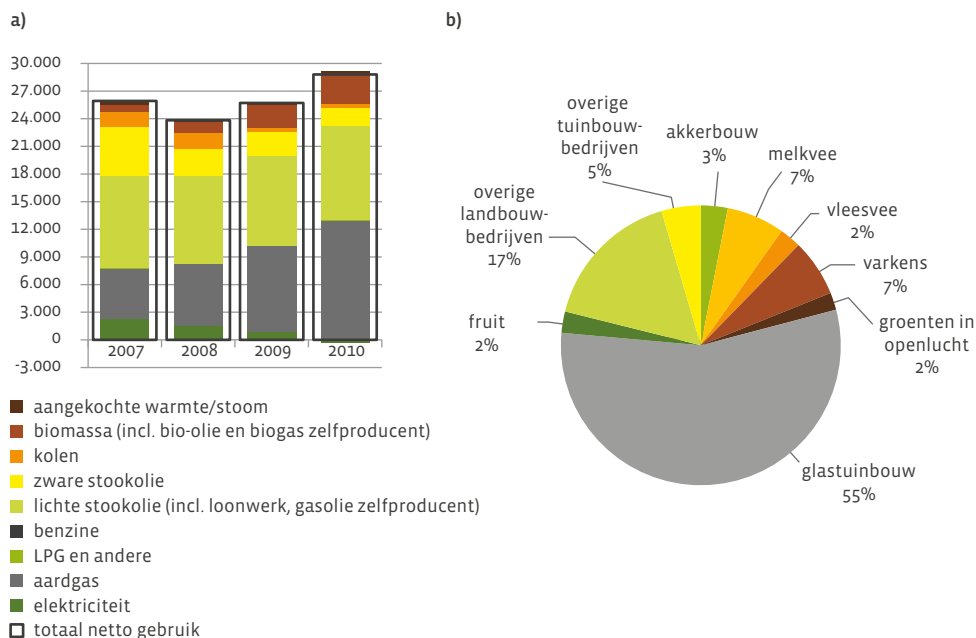 a)
30.000
27.000
24.000
21.000
18.000
15.000
12.000
9.000
6.000
3.000
0
-3.000
2007
2008
2009
2010
aangekochte warmte/stoom
biomassa (incl. bio-olie en biogas zelfproducent)
kolen
zware stookolie
lichte stookolie (incl. loonwerk, gasolie zelfproducent)
benzine
LPG en andere
aardgas
elektriciteit
totaal netto gebruik
b)
overige
tuinbouw-
bedrijven
5%
akkerbouw
3%
melkvee
7%
vleesvee
2%
varkens
7%
groenten in
openlucht
2%
glastuinbouw
55%
fruit
2%
overige
landbouw-
bedrijven
17%